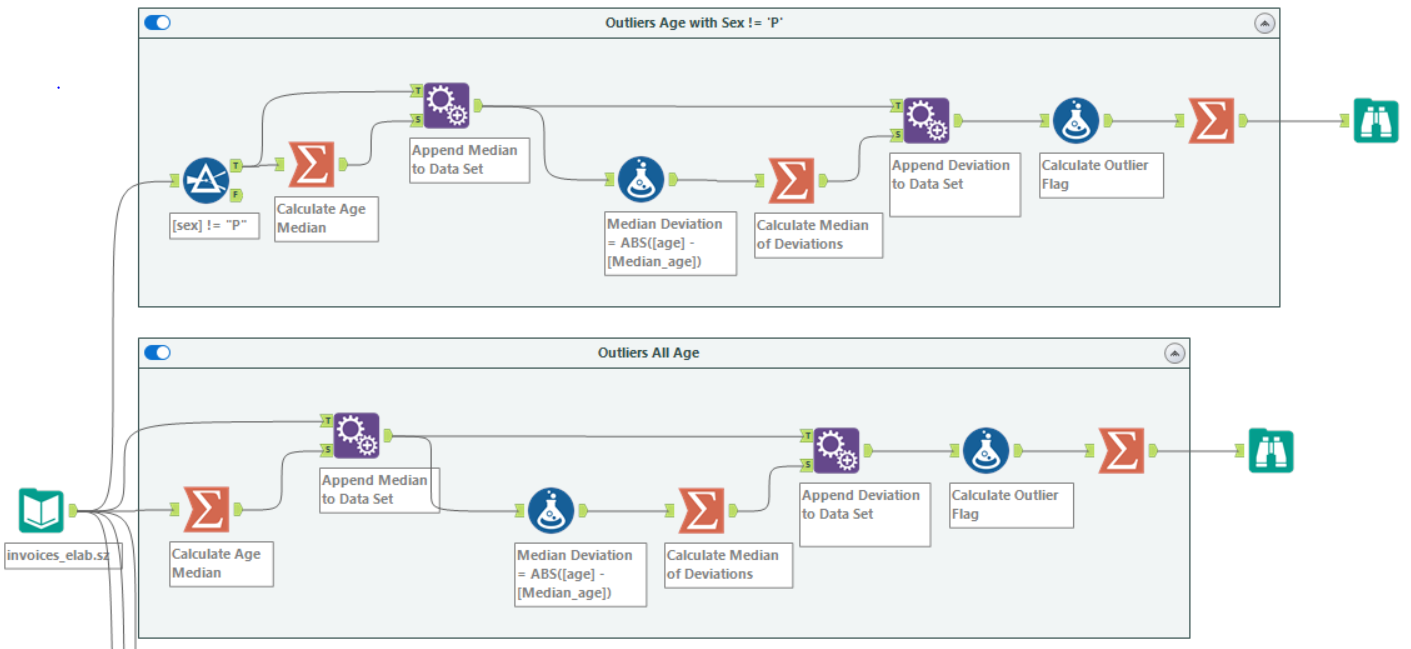 Outliers Age with Sex != 'P'
T
S
Append Median
to Data Set
T
F
[sex] != "P"
Calculate Age
Median
Median Deviation
= ABS([age] -
[Median_age])
Calculate Median
of Deviations
T
S
Append Deviation
to Data Set
Calculate Outlier
Flag
Outliers All Age
T
S
Append Median
to Data Set
invoices_elab.sz
Calculate Age
Median
Median Deviation
= ABS([age] -
[Median_age])
Calculate Median
of Deviations
T
S
Append Deviation
to Data Set
Calculate Outlier
Flag